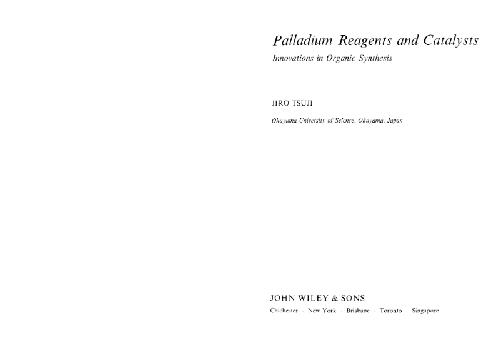 Palladium Reagents and Catalysts
Innovations in Organic Synthesis
JIRO TSUJI
Okayama University of Science, Okayama, Japan
JOHN WILEY & SONS
Chichester · New York · Brisbane · Toronto · Singapore